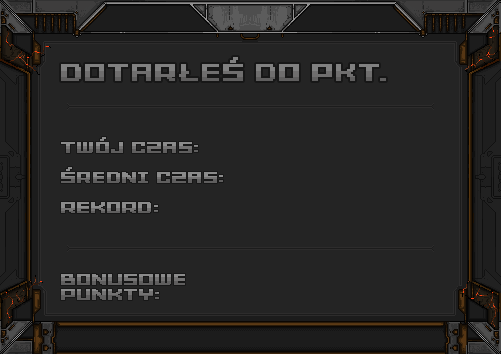 DOTARŁEŚ DO PKT.
TWÓJ CZAS:
ŚREDNI CZAS:
REKORD:
BONUSOWE
PUNKTY: